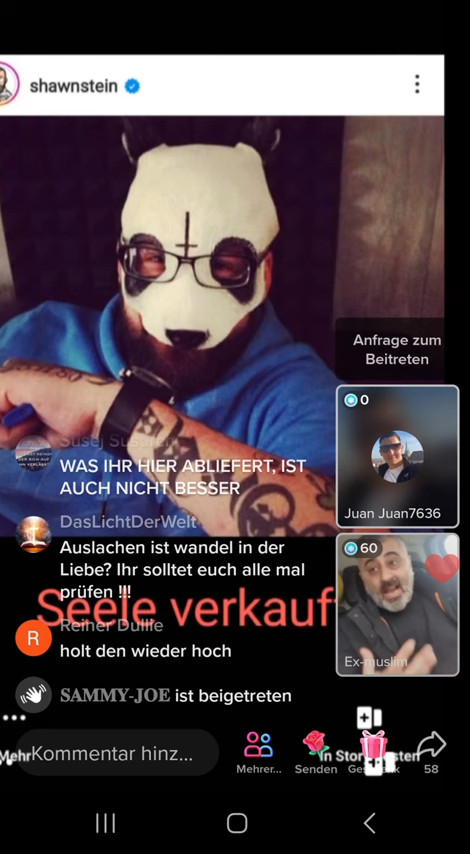 shawnstein
Anfrage zum
Beitreten
0
Juan Juan7636
WAS IHR HIER ABLIEFERT, IST
AUCH NICHT BESSER
DasLichtDerWelt
Auslachen ist wandel in der
Liebe? Ihr solltet euch alle mal
prüfen !!!
60
Ex-muslim
Seele verkauf
R
Reiner Dullie
holt den wieder hoch
SAMMY-JOE ist beigetreten
Mehr
Kommentar hinz...
Mehrer...
Senden
58